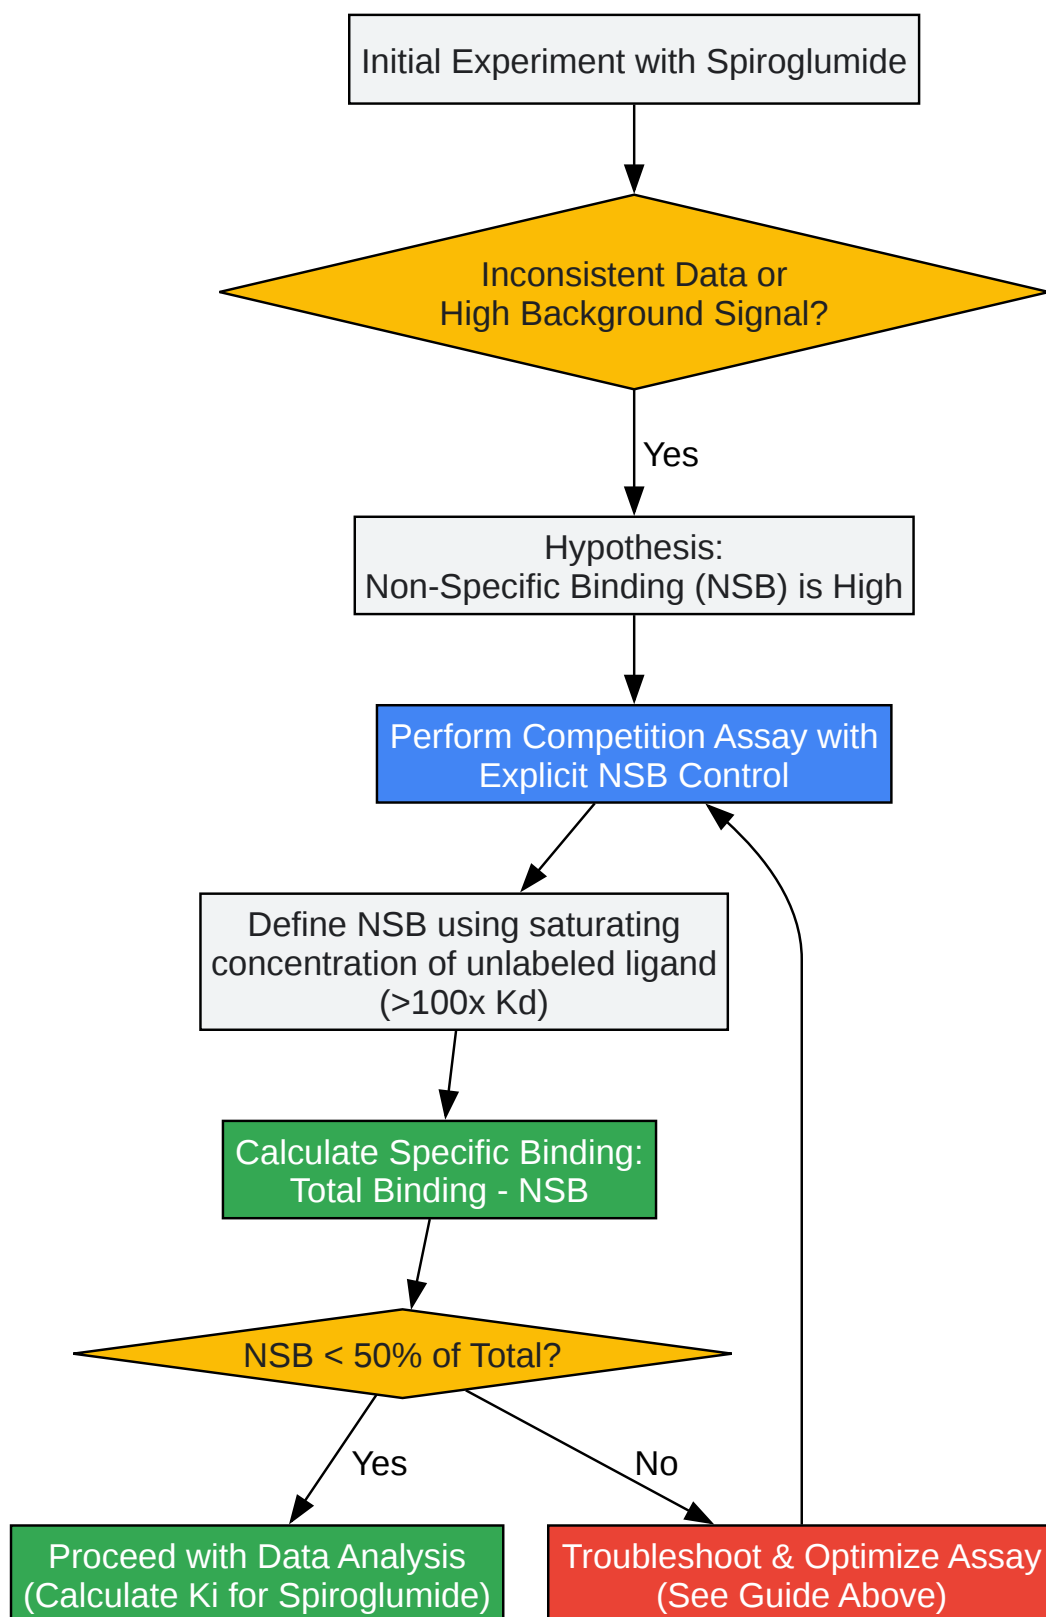 Initial Experiment with Spiroglumide
Inconsistent Data or
High Background Signal?
Yes
Hypothesis:
Non-Specific Binding (NSB) is High
Perform Competition Assay with
Explicit NSB Control
Define NSB using saturating
concentration of unlabeled ligand
(>100x Kd)
Calculate Specific Binding:
Total Binding - NSB
NSB < 50% of Total?
Yes
No
Proceed with Data Analysis
(Calculate Ki for Spiroglumide)
Troubleshoot & Optimize Assay
(See Guide Above)